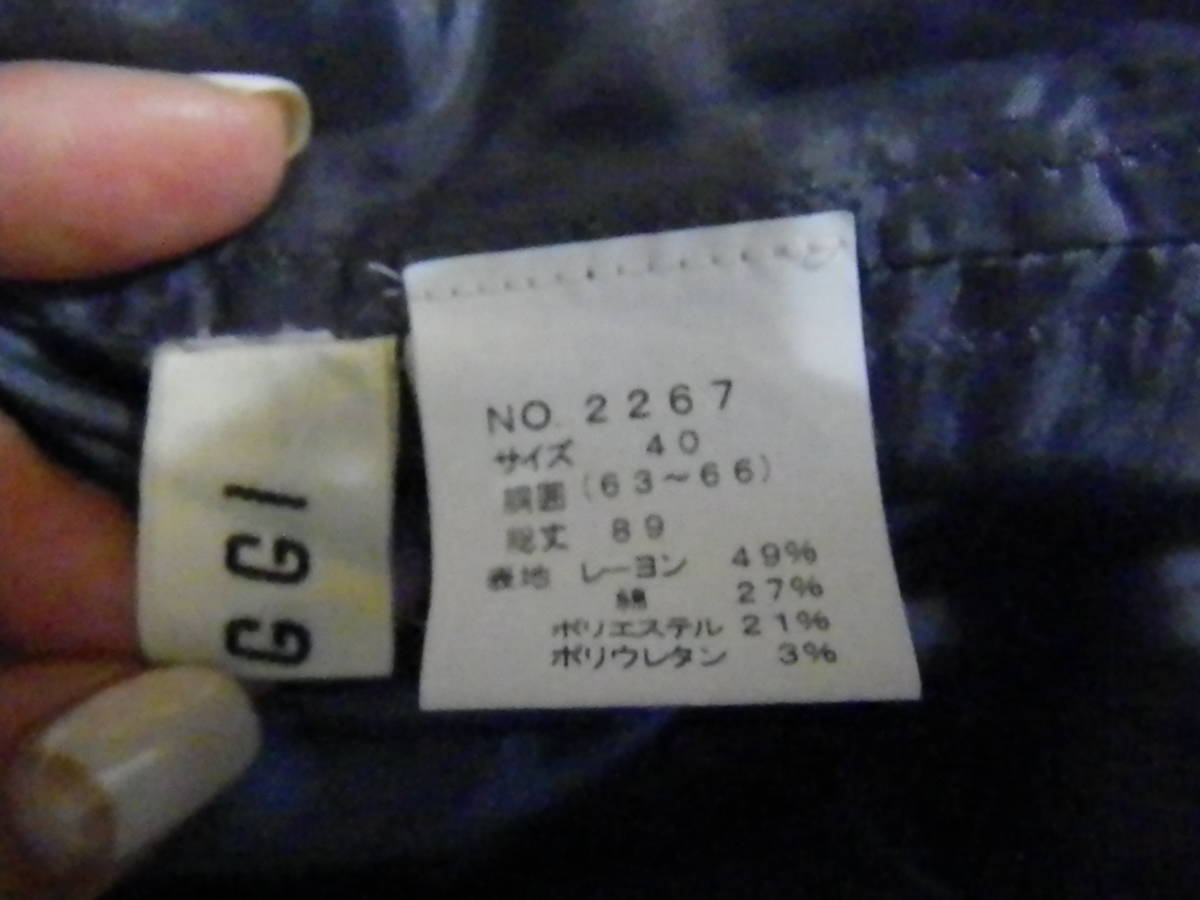 GGI
NO. 2267
サイズ 40
胴囲 (63~66)
総丈 89
表地 レーヨン 49%
綿 27%
ポリエステル 21%
ポリウレタン 3%